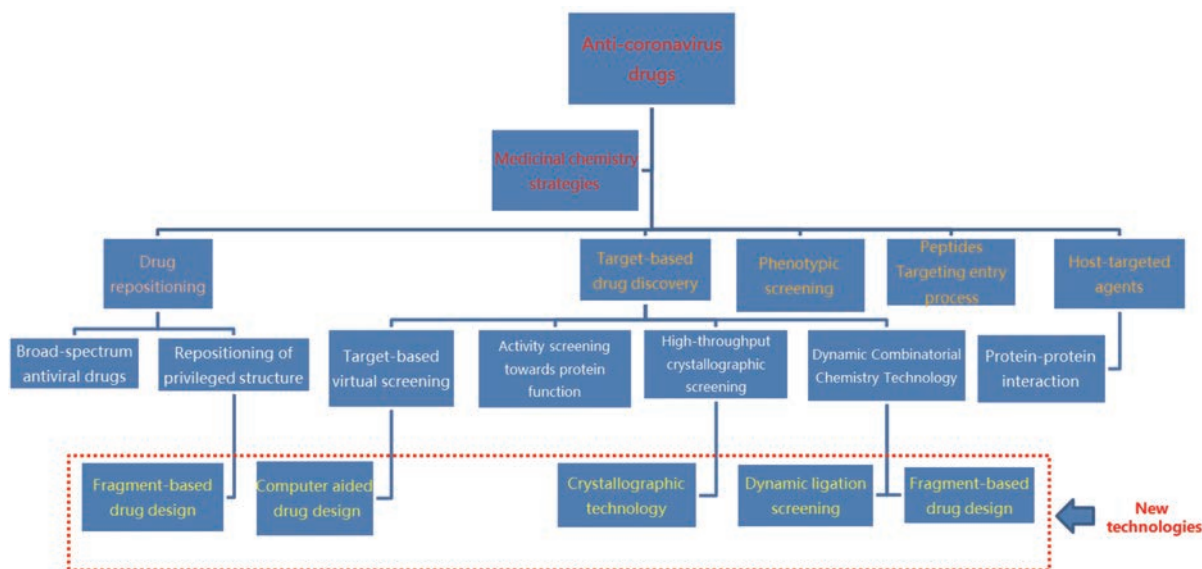 Anti-coronavirus
drugs
Medicinal chemistry
strategies
Drug
repositioning
Target-based
drug discovery
Phenotypic
screening
Peptides
Targeting entry
process
Host-targeted
agents
Broad-spectrum
antiviral drugs
Repositioning of
privileged structure
Target-based
virtual screening
Activity screening
towards protein
function
High-throughput
crystallographic
screening
Dynamic Combinatorial
Chemistry Technology
Protein-protein
interaction
Fragment-based
drug design
Computer aided
drug design
Crystallographic
technology
Dynamic ligation
screening
Fragment-based
drug design
New
technologies